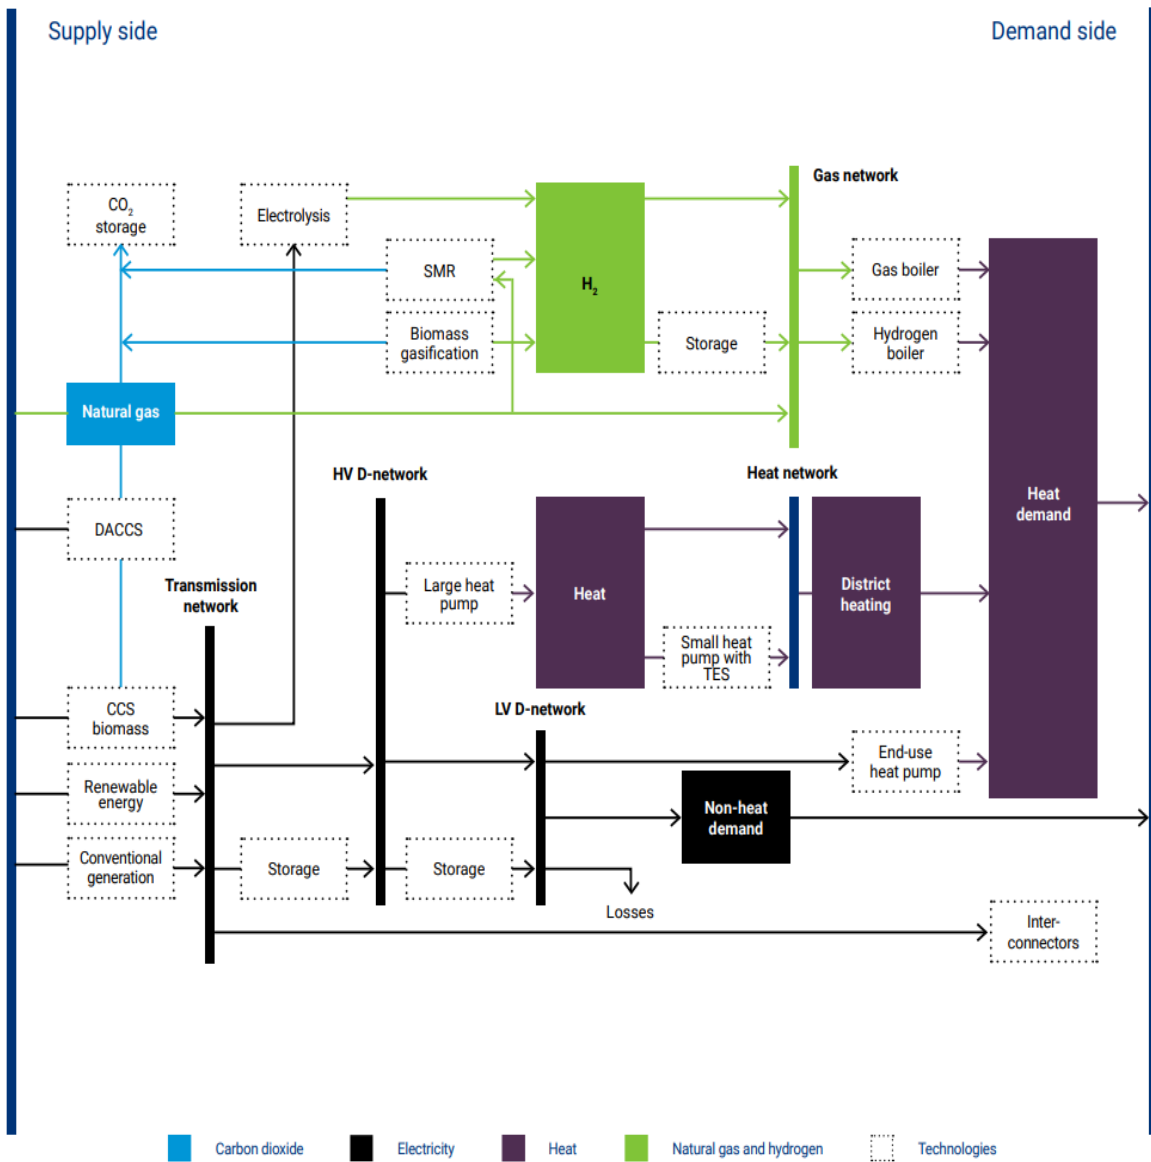 Supply side
Demand side
Gas network
CO2
storage
Electrolysis
SMR
Gas boiler
H2
Biomass
gasification
Storage
Hydrogen
boiler
Natural gas
HV D-network
Heat network
DACCS
Heat
demand
Transmission
network
Large heat
pump
Heat
District
heating
Small heat
pump with
TES
CCS
biomass
LV D-network
End-use
heat pump
Renewable
energy
Non-heat
demand
Conventional
generation
Storage
Storage
Losses
Inter-
connectors
Carbon dioxide
Electricity
Heat
Natural gas and hydrogen
Technologies